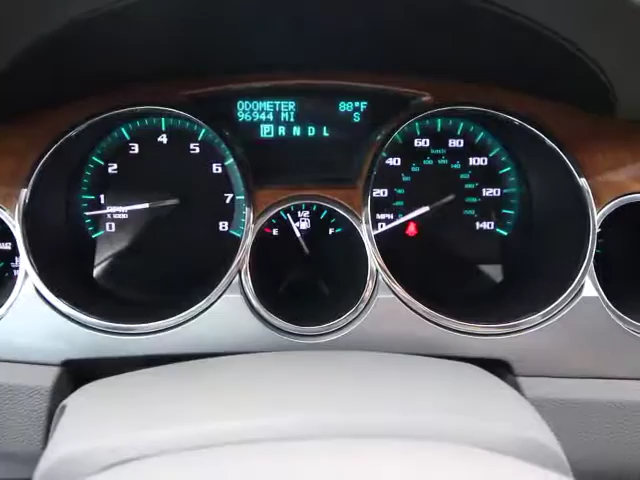 ODOMETER 88°F
96944 MI S
P R N D L
0 1 2 3 4 5 6 7 8
RPM
X 1000
E 1/2 F
0 20 40 60 80 100 120 140
MPH
km/h